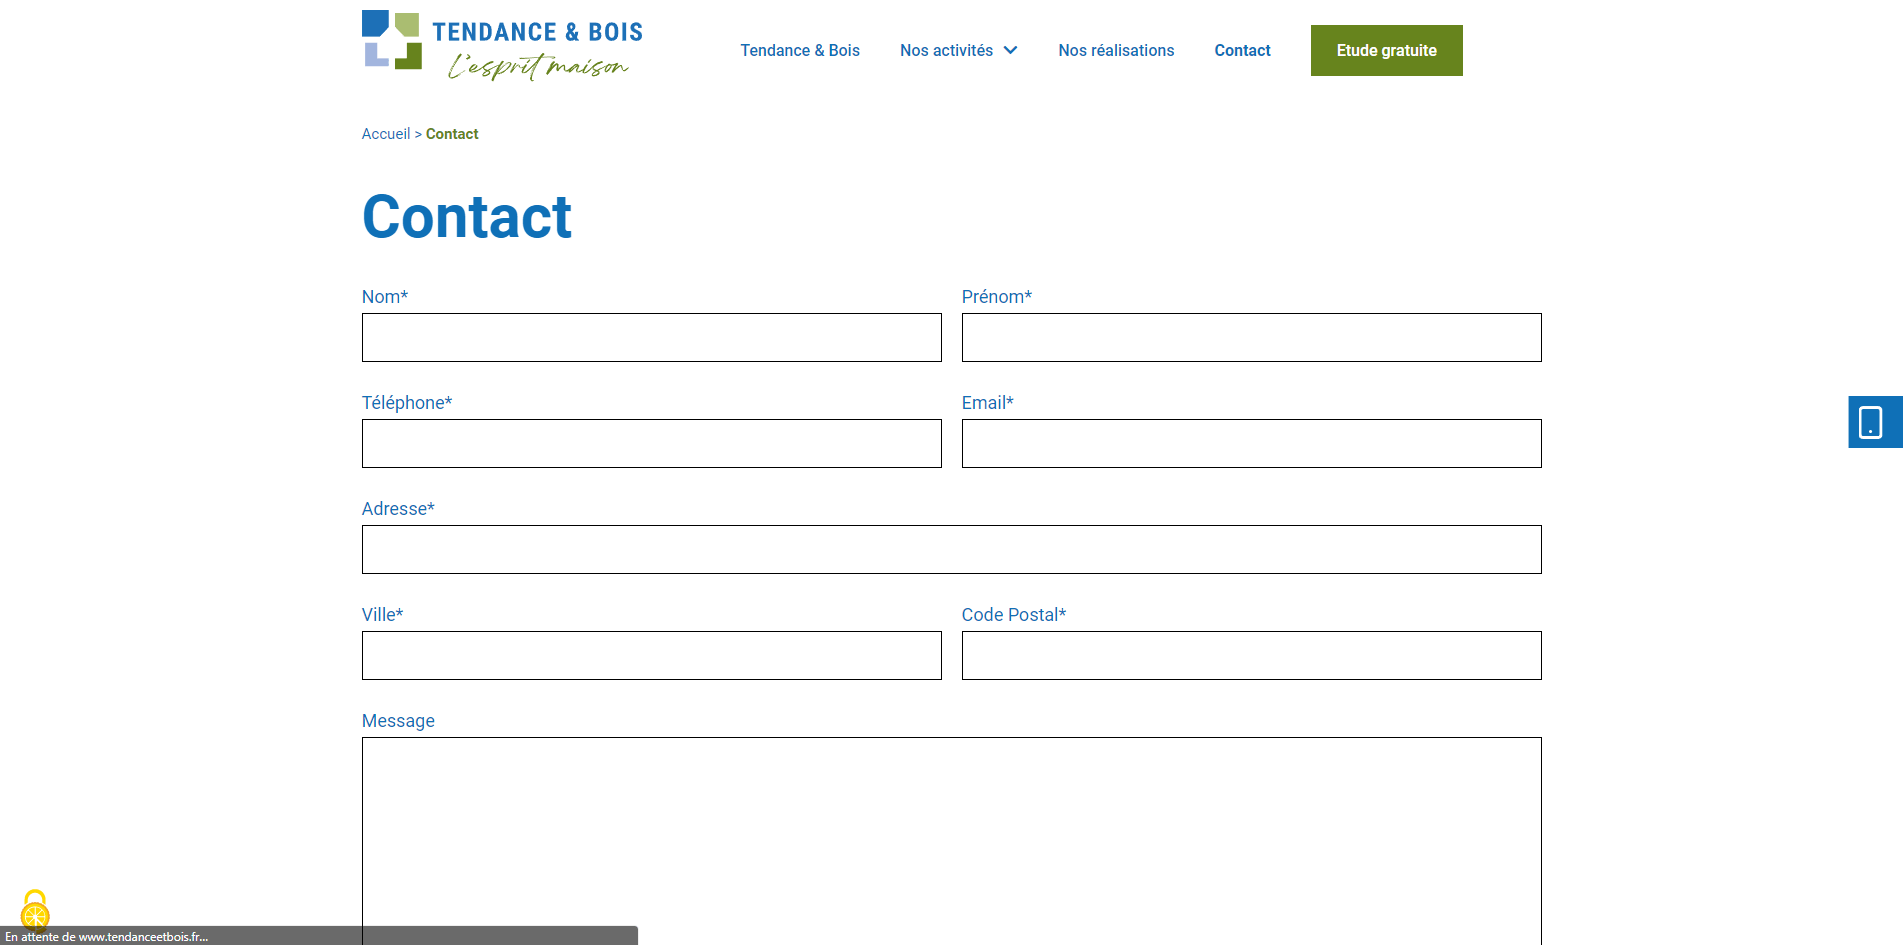 TENDANCE & BOIS
L'esprit maison
Tendance & Bois
Nos activités
Nos réalisations
Contact
Etude gratuite
Accueil > Contact
Contact
Nom*
Prénom*
Téléphone*
Email*
Adresse*
Ville*
Code Postal*
Message
En attente de www.tendanceetbois.fr...